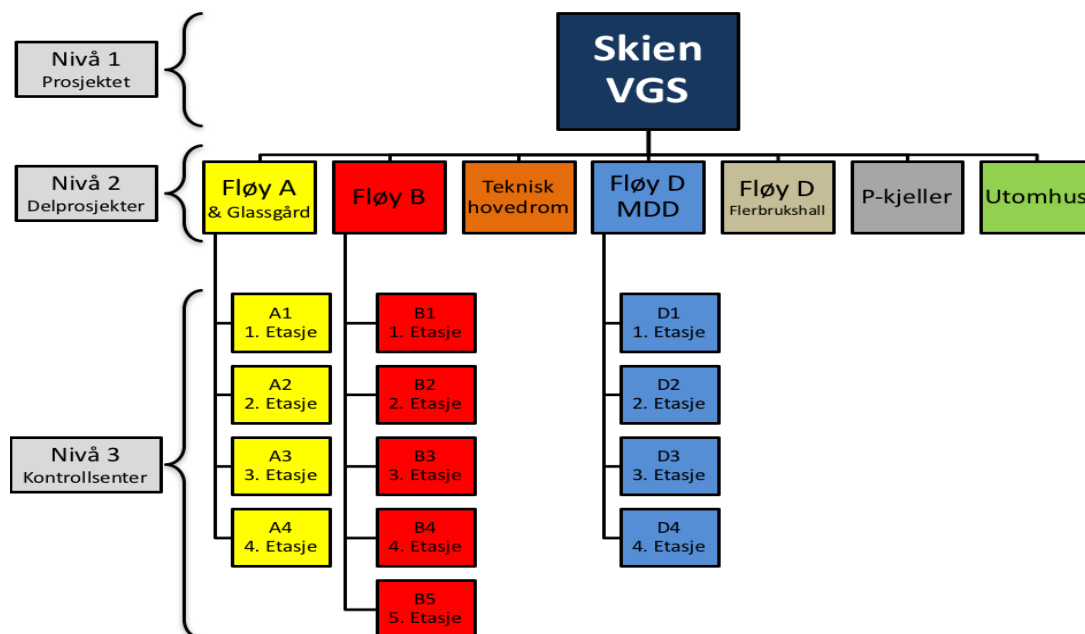 Nivå 1
Prosjektet
Skien
VGS
Nivå 2
Delprosjekter
Fløy A
& Glassgård
Fløy B
Teknisk
hovedrom
Fløy D
MDD
Fløy D
Flerbrukshall
P-kjeller
Utomhus
Nivå 3
Kontrollsenter
A1
1. Etasje
A2
2. Etasje
A3
3. Etasje
A4
4. Etasje
B1
1. Etasje
B2
2. Etasje
B3
3. Etasje
B4
4. Etasje
B5
5. Etasje
D1
1. Etasje
D2
2. Etasje
D3
3. Etasje
D4
4. Etasje